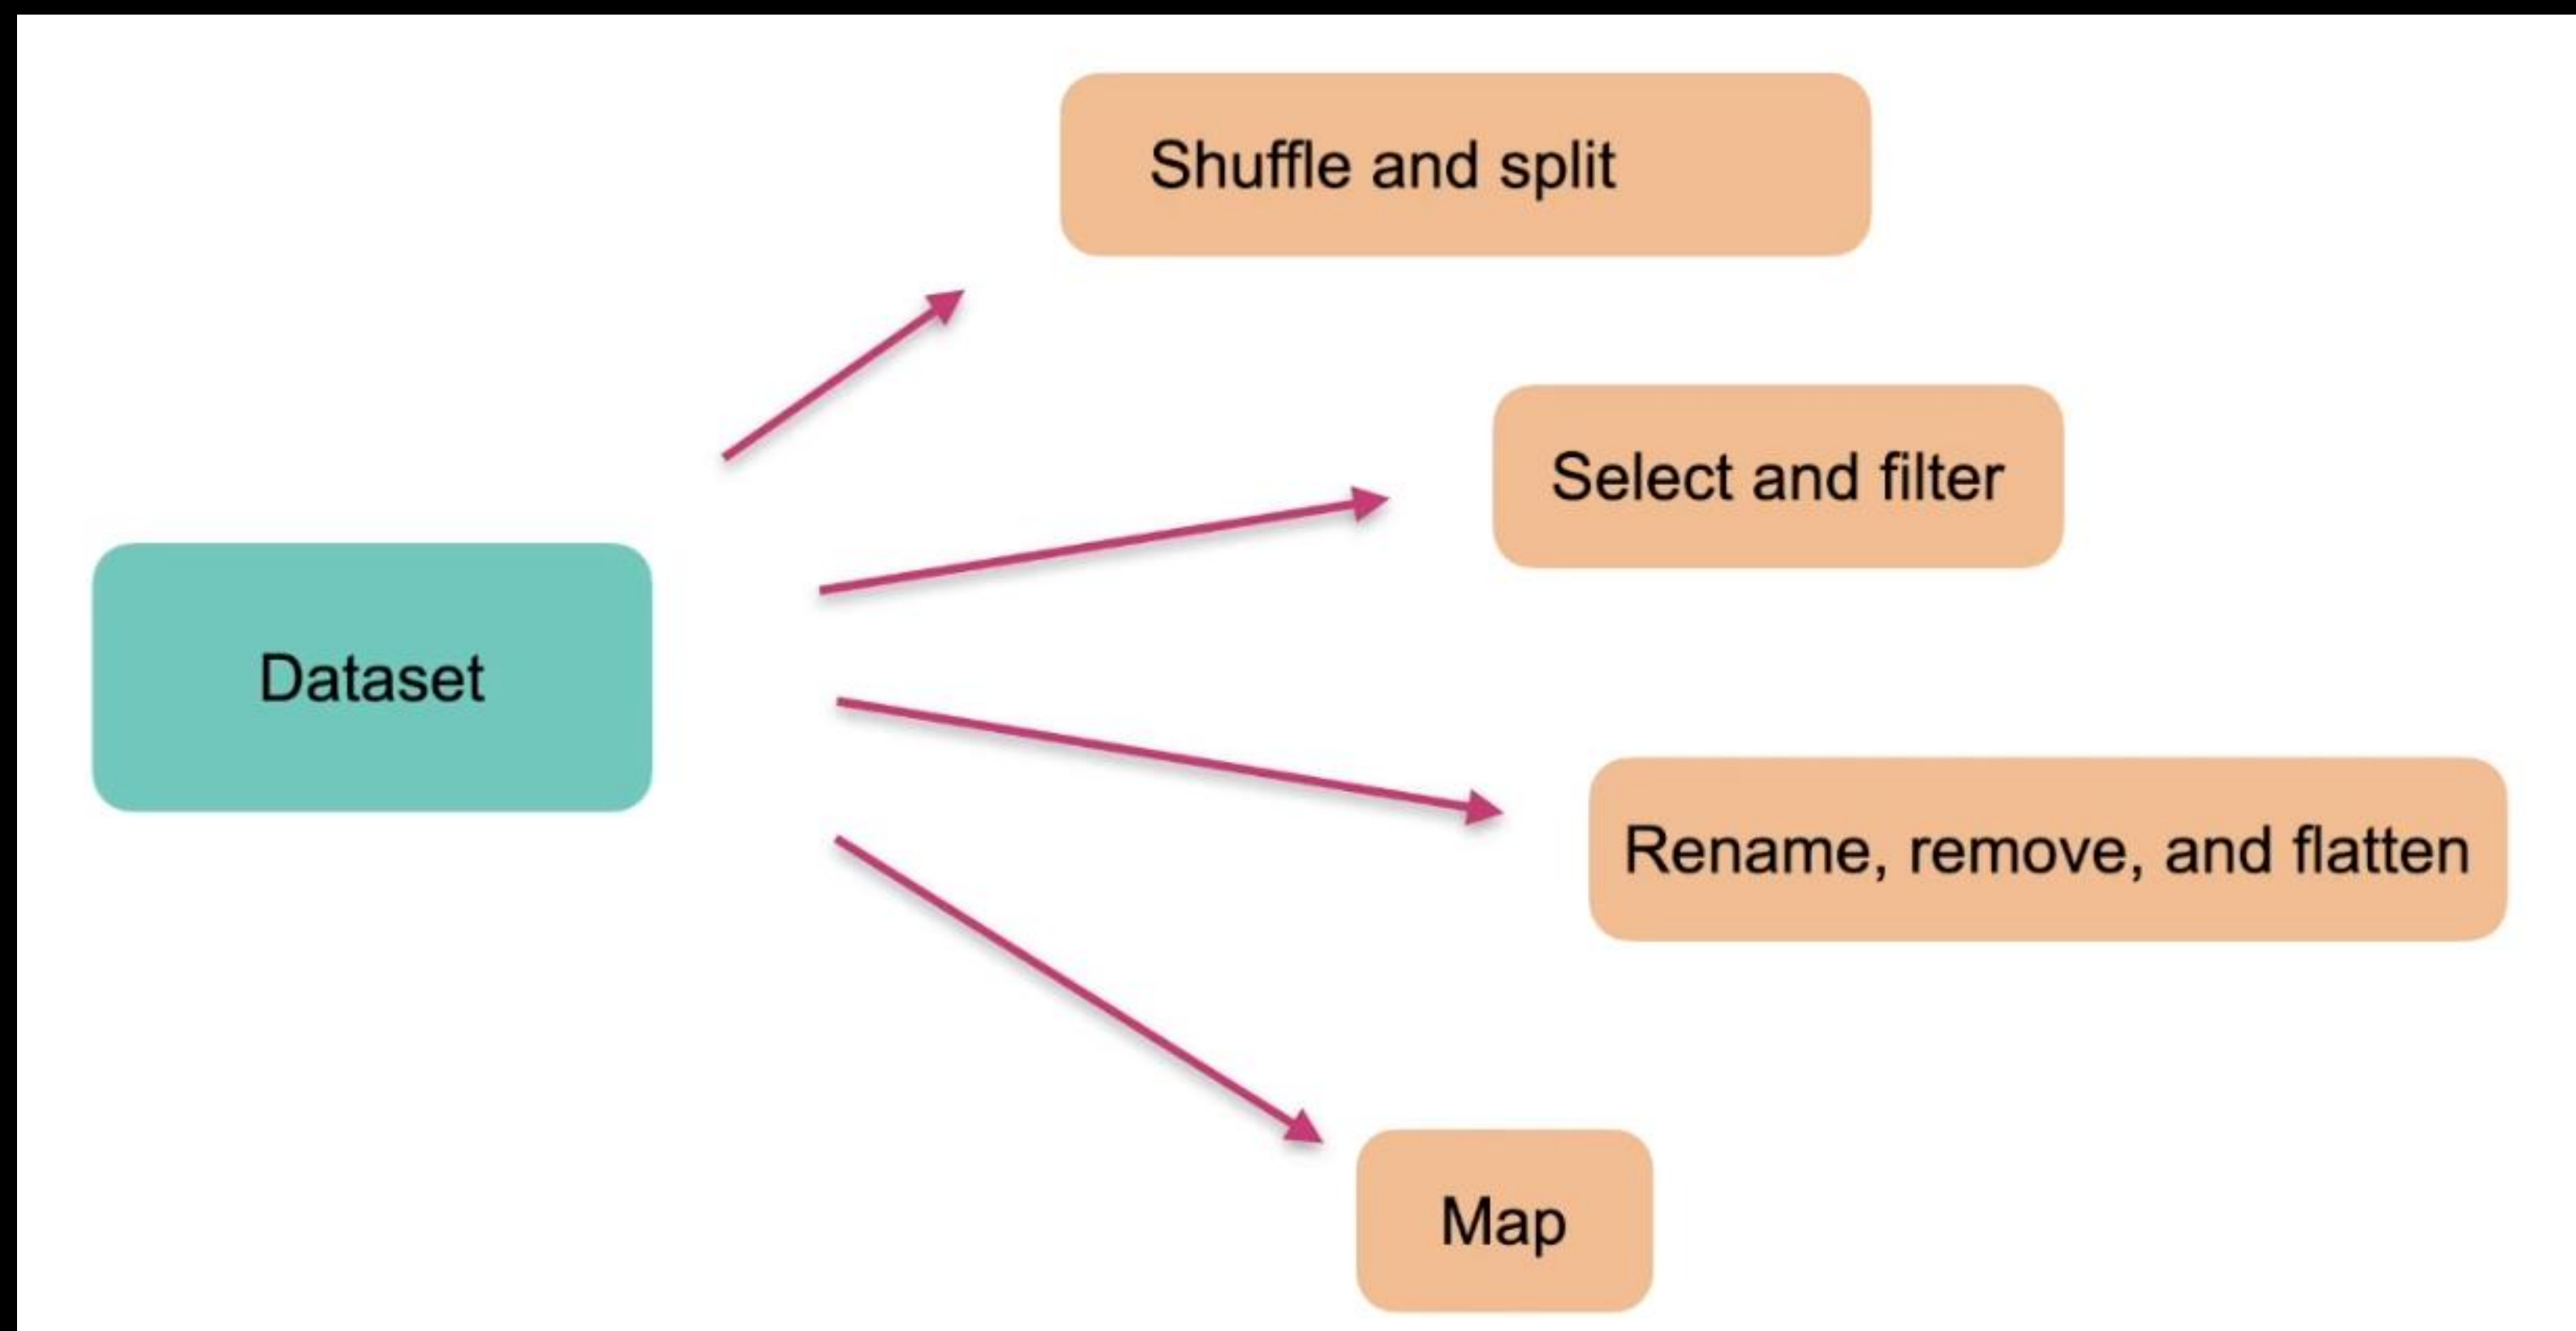 Shuffle and split
Select and filter
Dataset
Rename, remove, and flatten
Map